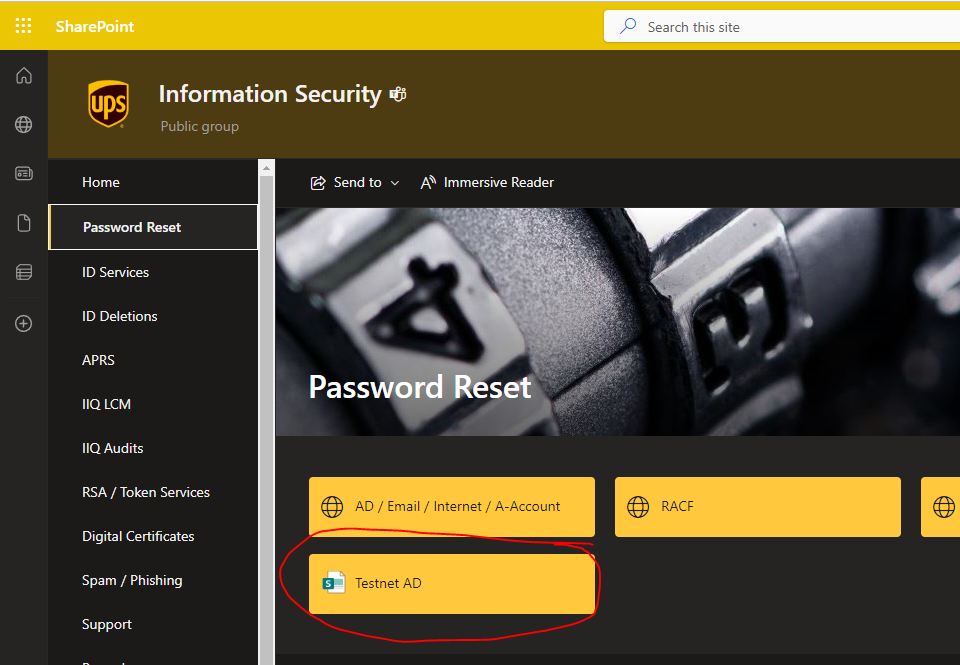 SharePoint
Search this site
ups
Information Security
Public group
Home
Password Reset
ID Services
ID Deletions
APRS
IIQ LCM
IIQ Audits
RSA / Token Services
Digital Certificates
Spam / Phishing
Support
Send to
Immersive Reader
4
E
Password Reset
AD / Email / Internet / A-Account
RACF
S
Testnet AD